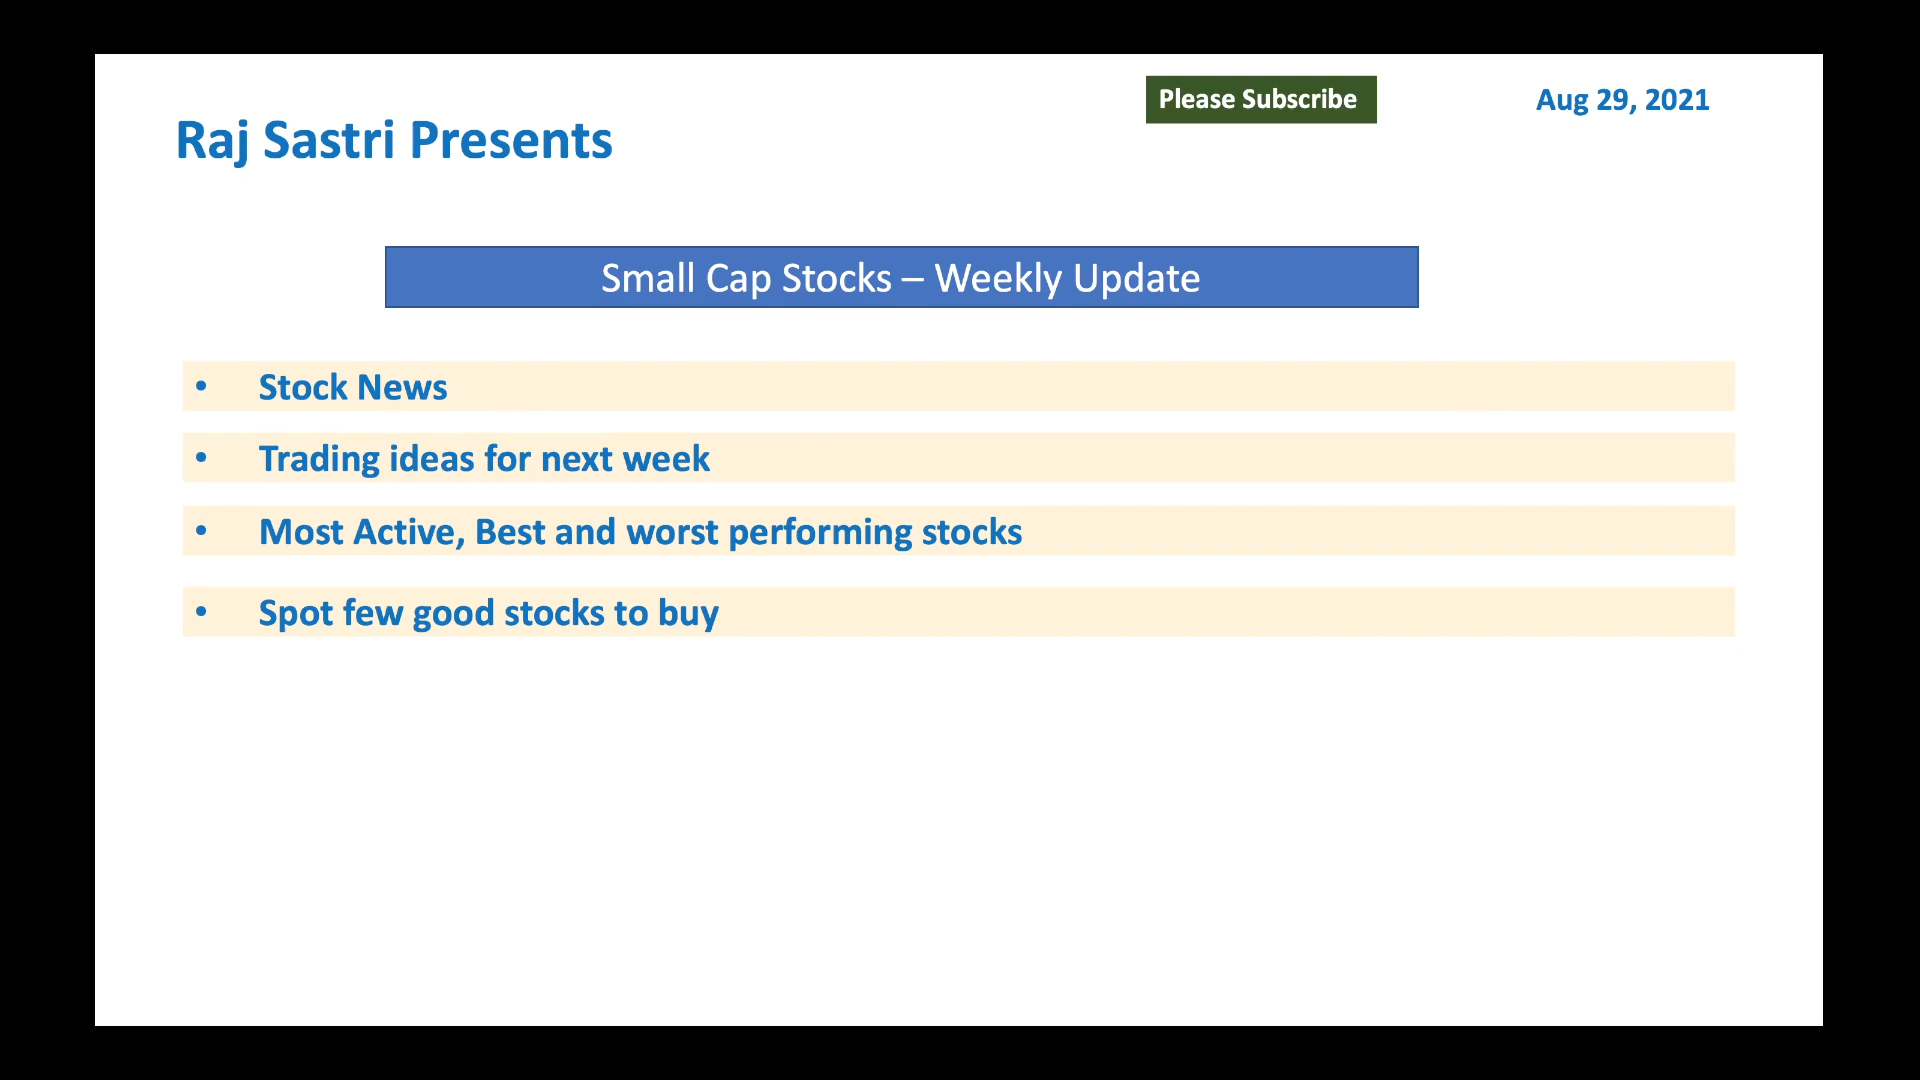 Please Subscribe
Aug 29, 2021
Raj Sastri Presents
Small Cap Stocks – Weekly Update
• Stock News
• Trading ideas for next week
• Most Active, Best and worst performing stocks
• Spot few good stocks to buy